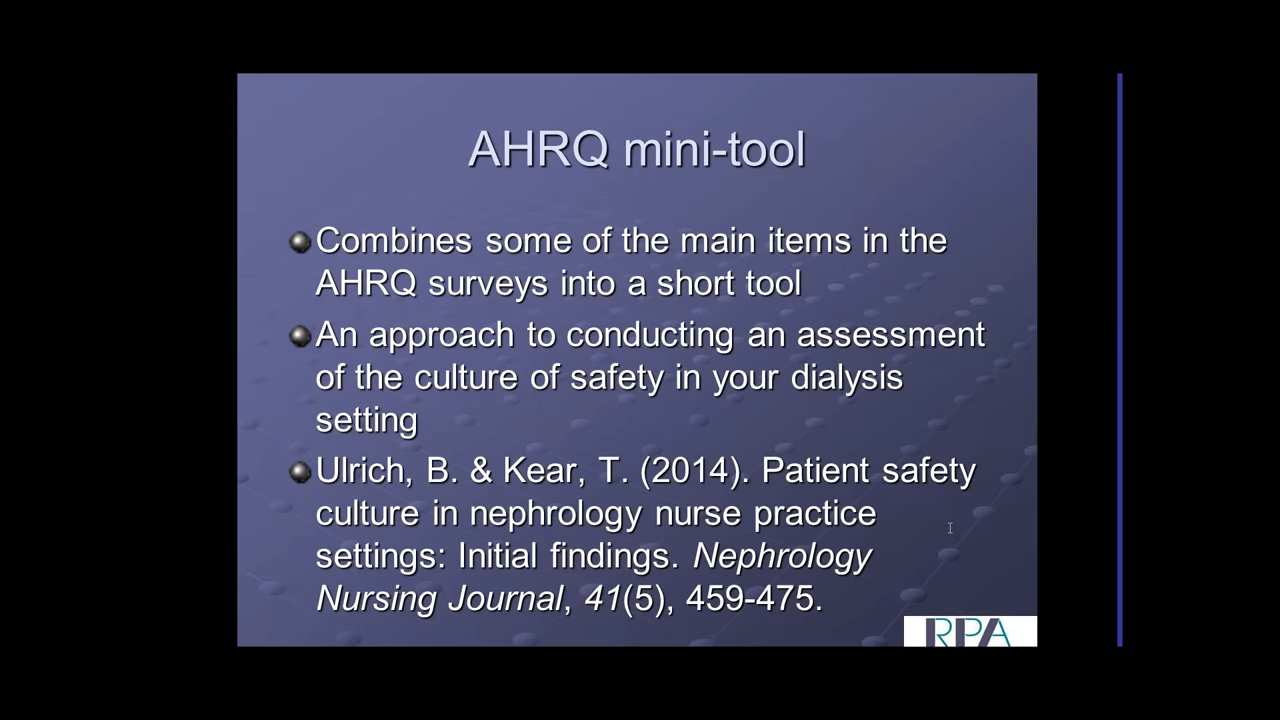 AHRQ mini-tool
Combines some of the main items in the
AHRQ surveys into a short tool
An approach to conducting an assessment
of the culture of safety in your dialysis
setting
Ulrich, B. & Kear, T. (2014). Patient safety
culture in nephrology nurse practice
settings: Initial findings. Nephrology
Nursing Journal, 41(5), 459-475.
RPA